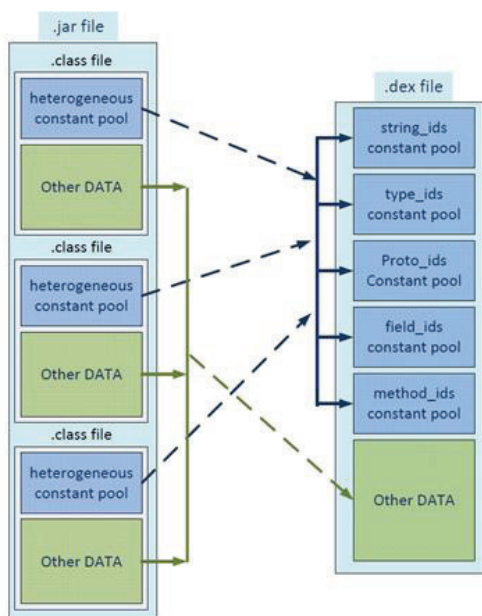 .jar file
.class file
heterogeneous
constant pool
Other DATA
.class file
heterogeneous
constant pool
Other DATA
.class file
heterogeneous
constant pool
Other DATA
.dex file
string_ids
constant pool
type_ids
constant pool
Proto_ids
Constant pool
field_ids
constant pool
method_ids
constant pool
Other DATA